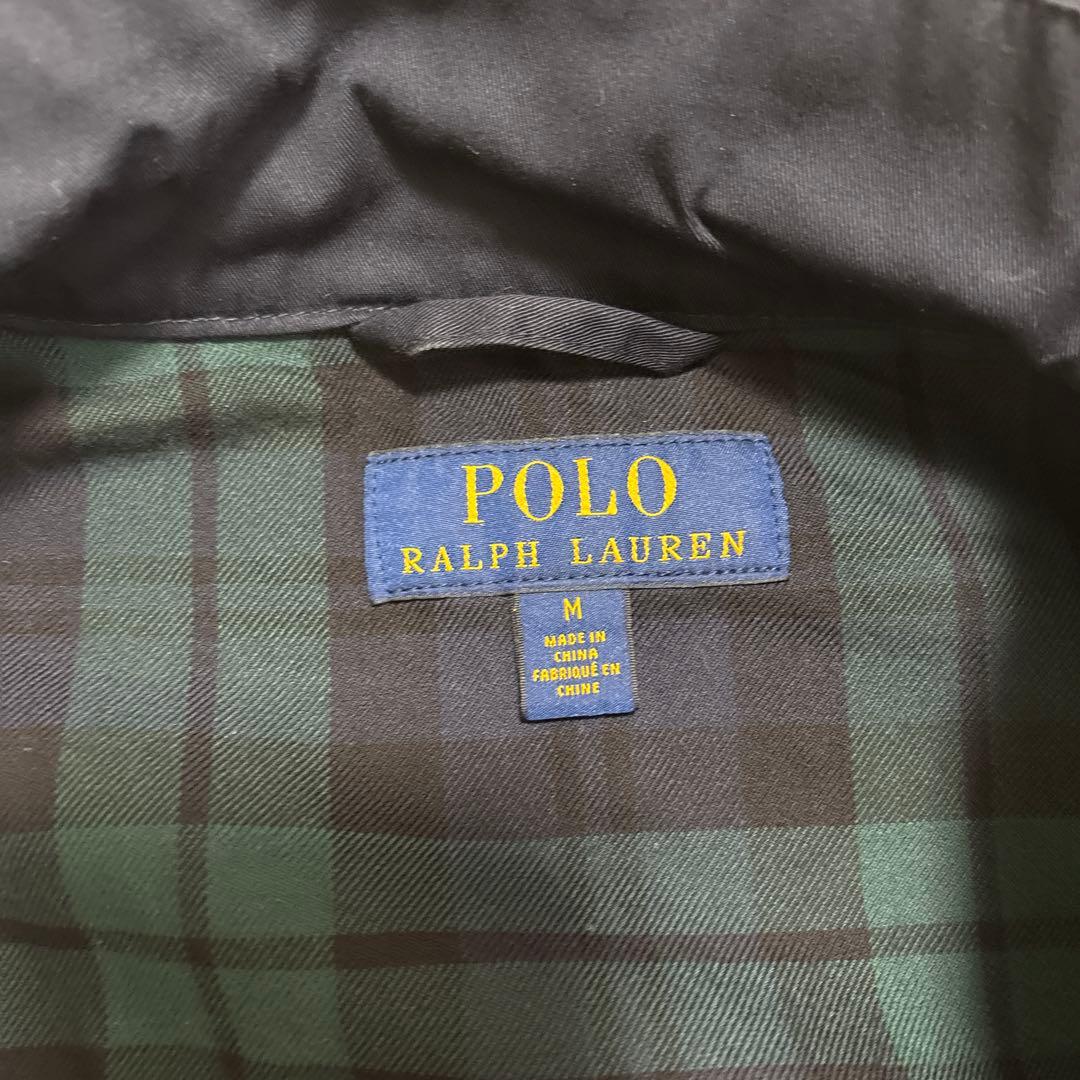 POLO
RALPH LAUREN
M
MADE IN
CHINA
FABRIQUÉ EN
CHINE